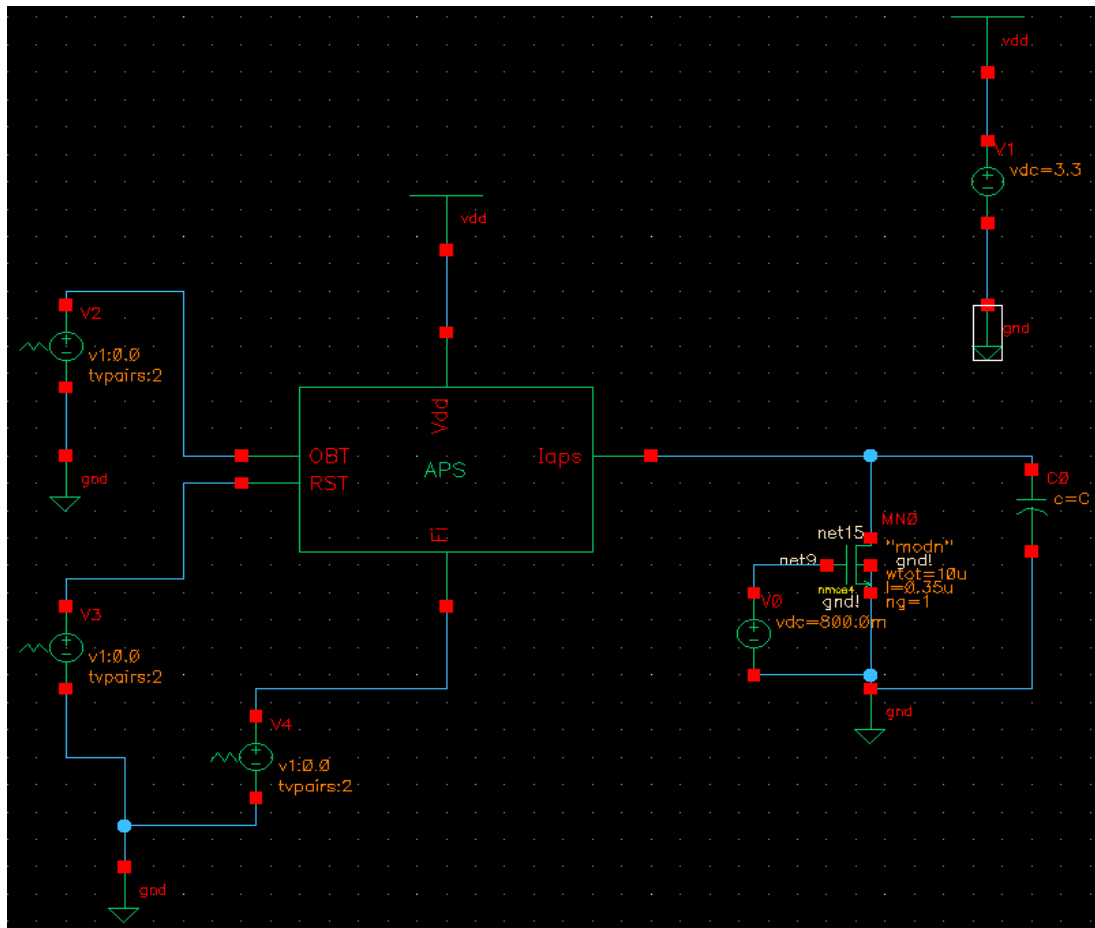 vdd
V1
vdc=3.3
gnd
vdd
V2
v1:0.0
tvpairs:2
gnd
Vdd
OBT
RST
APS
Iaps
Fi
V3
v1:0.0
tvpairs:2
V4
v1:0.0
tvpairs:2
gnd
C0
c=C
MN0
net15
"modn"
net9
gnd!
wtot=10u
nmos4
l=0.35u
gnd!
ng=1
V0
vdc=800.0m
gnd